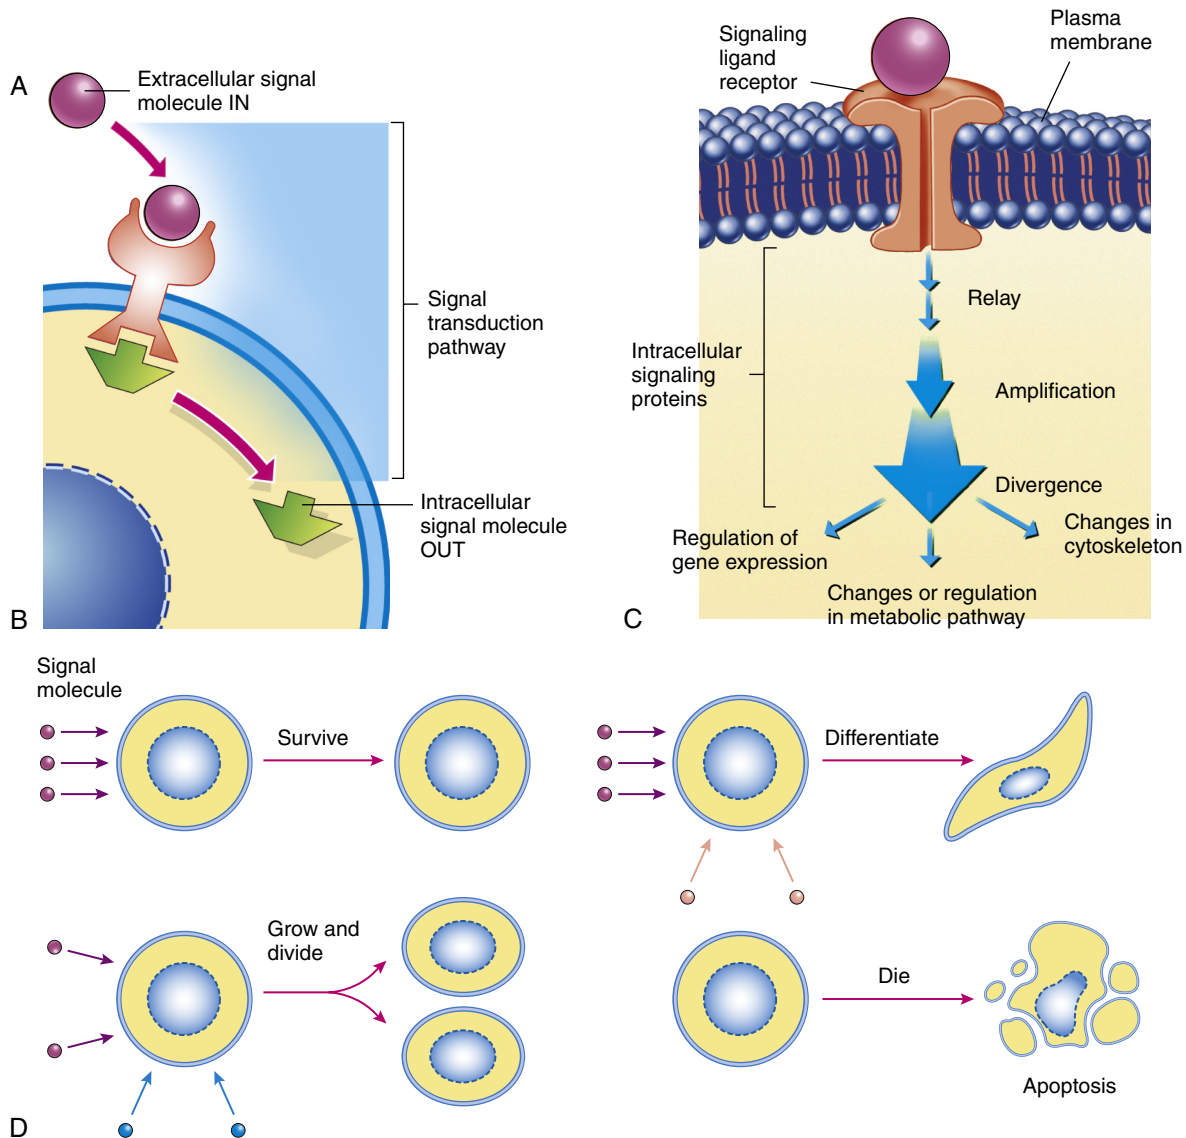 A
Extracellular signal
molecule IN
Signal
transduction
pathway
Intracellular
signal molecule
OUT
B
Signaling
ligand
receptor
Plasma
membrane
Relay
Intracellular
signaling
proteins
Amplification
Divergence
Regulation of
gene expression
Changes in
cytoskeleton
Changes or regulation
in metabolic pathway
C
Signal
molecule
Survive
Differentiate
Grow and
divide
Die
Apoptosis
D